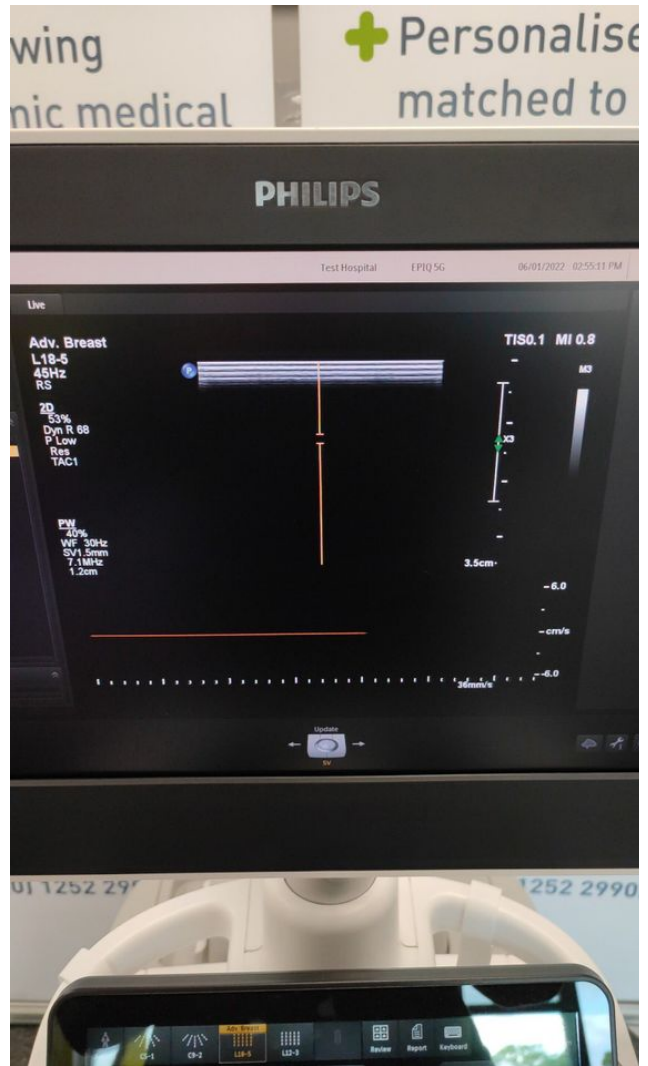 wing
mic medical
+ Personalise
matched to
PHILIPS
Test Hospital EPIQ 5G 06/01/2022 02:55:11 PM
Live
Adv. Breast
L18-5
45Hz
RS
TIS0.1 MI 0.8
M3
P
2D
53%
Dyn R 68
P Low
Res
TAC1
X3
PW
40%
WF 30Hz
SV1.5mm
7.1MHz
1.2cm
3.5cm
-6.0
-cm/s
--6.0
36mm/s
Update
SV
0) 1252 299
1252 2990
Adv. Breast
C5-1 C9-2 L18-5 L12-3 Review Report Keyboard